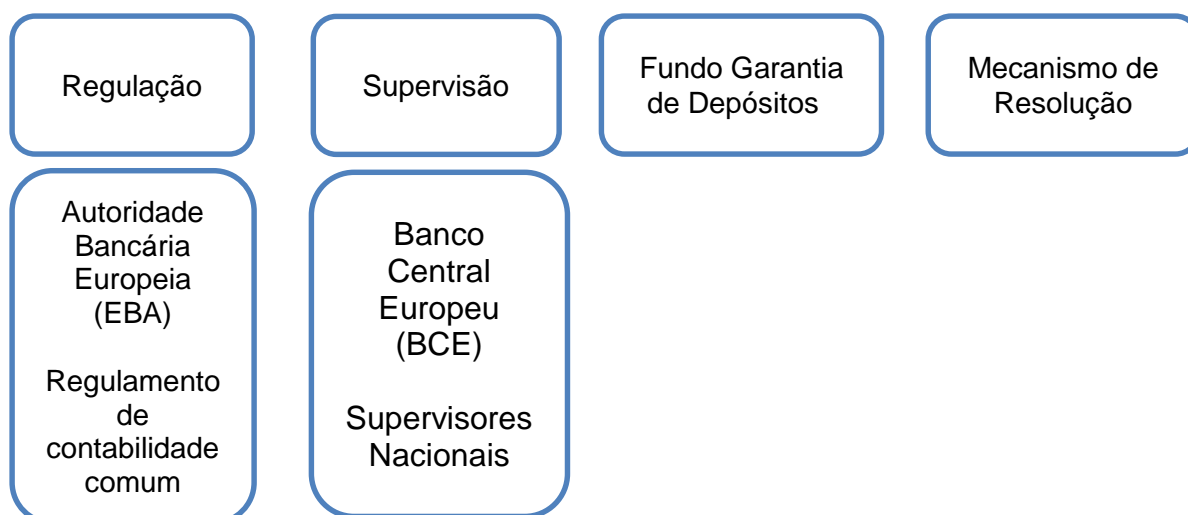 Regulação
Supervisão
Fundo Garantia
de Depósitos
Mecanismo de
Resolução
Autoridade
Bancária
Europeia
(EBA)
Regulamento
de
contabilidade
comum
Banco
Central
Europeu
(BCE)
Supervisores
Nacionais